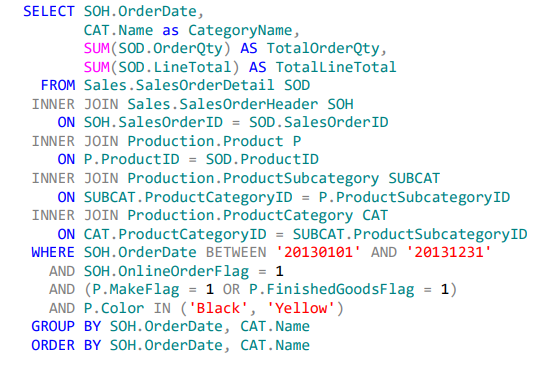 SELECT SOH.OrderDate,
CAT.Name as CategoryName,
SUM(SOD.OrderQty) AS TotalOrderQty,
SUM(SOD.LineTotal) AS TotalLineTotal
FROM Sales.SalesOrderDetail SOD
INNER JOIN Sales.SalesOrderHeader SOH
ON SOH.SalesOrderID = SOD.SalesOrderID
INNER JOIN Production.Product P
ON P.ProductID = SOD.ProductID
INNER JOIN Production.ProductSubcategory SUBCAT
ON SUBCAT.ProductCategoryID = P.ProductSubcategoryID
INNER JOIN Production.ProductCategory CAT
ON CAT.ProductCategoryID = SUBCAT.ProductSubcategoryID
WHERE SOH.OrderDate BETWEEN '20130101' AND '20131231'
AND SOH.OnlineOrderFlag = 1
AND (P.MakeFlag = 1 OR P.FinishedGoodsFlag = 1)
AND P.Color IN ('Black', 'Yellow')
GROUP BY SOH.OrderDate, CAT.Name
ORDER BY SOH.OrderDate, CAT.Name